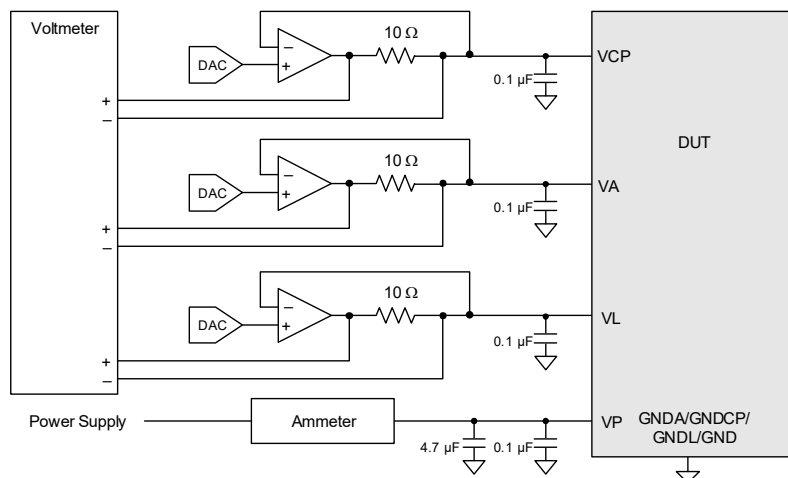 Voltmeter
10 Ω
DAC
−
+
VCP
0.1 µF
+
−
DUT
10 Ω
DAC
−
+
VA
0.1 µF
+
−
10 Ω
DAC
−
+
VL
0.1 µF
+
−
Power Supply
Ammeter
VP
GNDA/GNDCP/
GNDL/GND
4.7 µF
0.1 µF